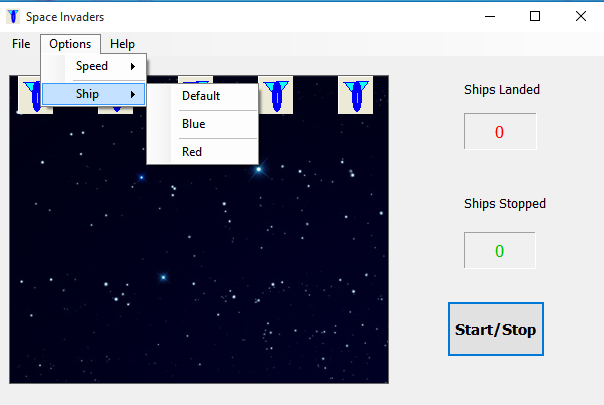 Space Invaders
File Options Help
Speed
Ship
Default
Blue
Red
Ships Landed
0
Ships Stopped
0
Start/Stop